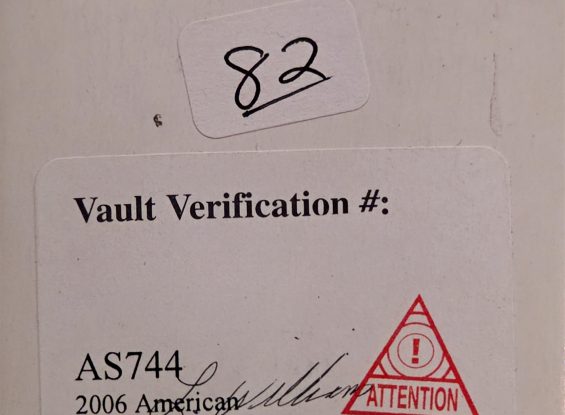 82
Vault Verification #:
!
AS744
2006 American
ATTENTION